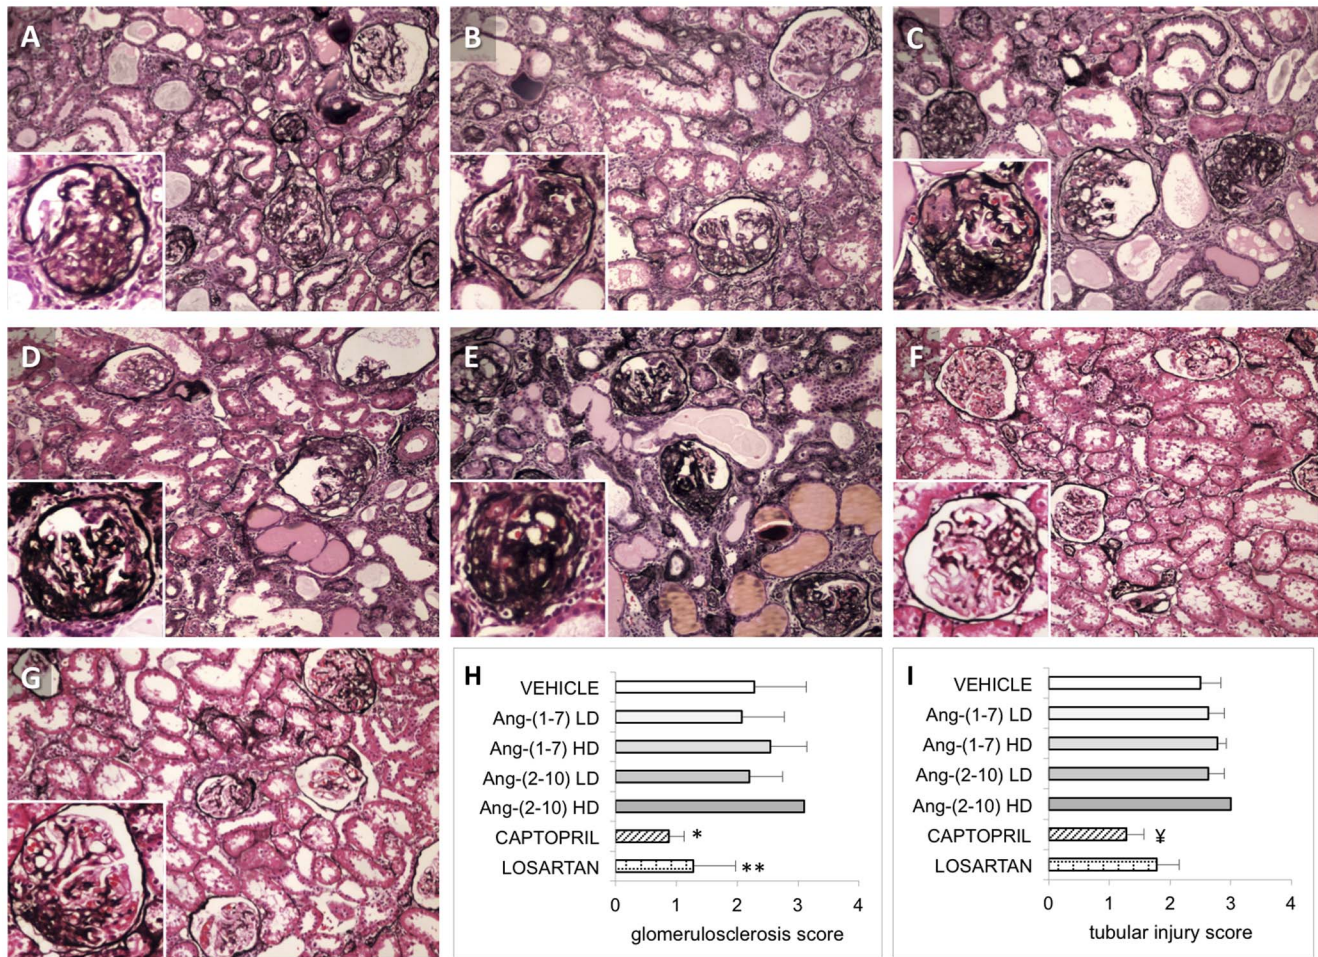 A
B
C
D
E
F
G
H
VEHICLE
Ang-(1-7) LD
Ang-(1-7) HD
Ang-(2-10) LD
Ang-(2-10) HD
CAPTOPRIL *
LOSARTAN **
0 1 2 3 4
glomerulosclerosis score
I
VEHICLE
Ang-(1-7) LD
Ang-(1-7) HD
Ang-(2-10) LD
Ang-(2-10) HD
CAPTOPRIL ¥
LOSARTAN
0 1 2 3 4
tubular injury score